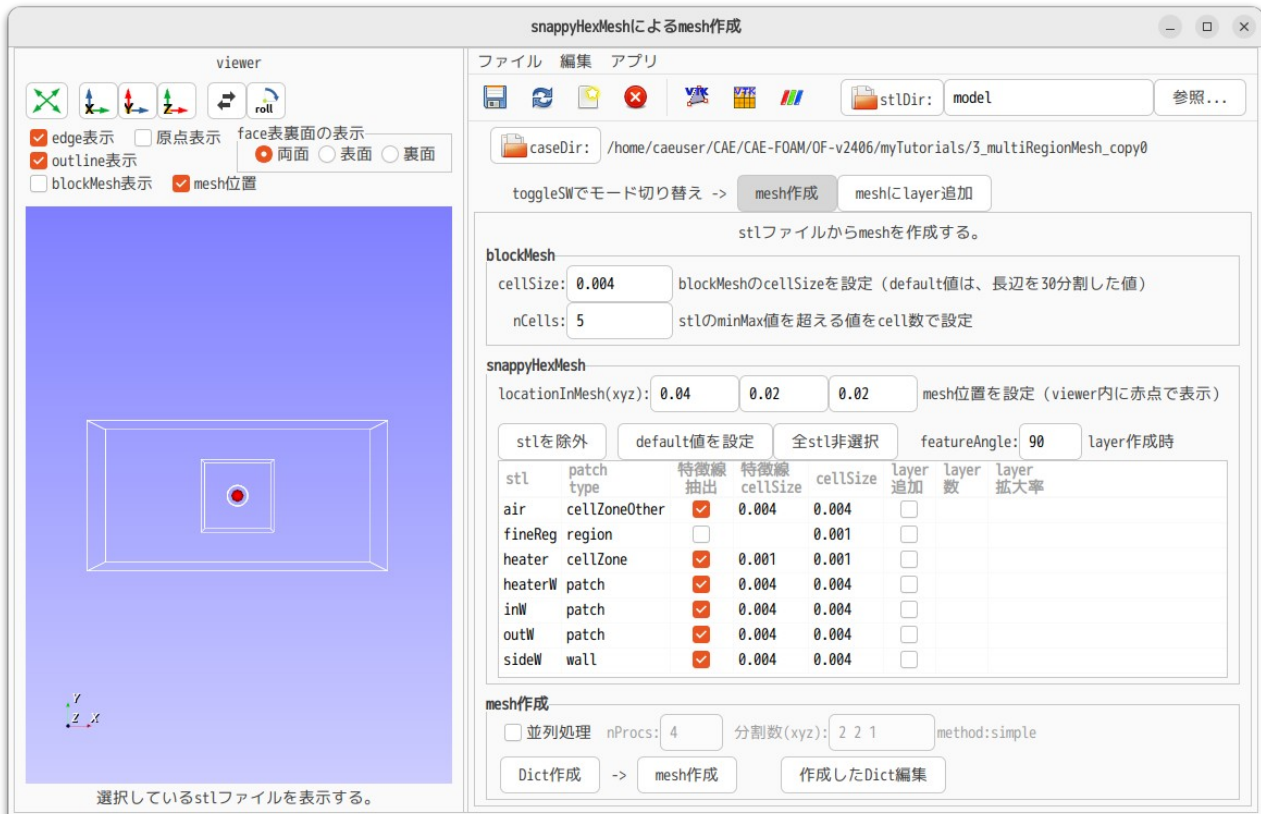 snappyHexMeshによるmesh作成
viewer
X Y Z roll
edge表示 原点表示 face表裏面の表示
outline表示 両面 表面 裏面
blockMesh表示 mesh位置
Y
Z X
選択しているstlファイルを表示する。
ファイル 編集 アプリ
VTK VTK stlDir: model 参照...
caseDir: /home/caeuser/CAE/CAE-FOAM/OF-v2406/myTutorials/3_multiRegionMesh_copy0
toggleSWでモード切り替え -> mesh作成 meshにlayer追加
stlファイルからmeshを作成する。
blockMesh
cellSize: 0.004 blockMeshのcellSizeを設定 (default値は、長辺を30分割した値)
nCells: 5 stlのminMax値を超える値をcell数で設定
snappyHexMesh
locationInMesh(xyz): 0.04 0.02 0.02 mesh位置を設定 (viewer内に赤点で表示)
stlを除外 default値を設定 全stl非選択 featureAngle: 90 layer作成時
stl patch type 特徴線抽出 特徴線cellSize cellSize layer追加 layer数 layer拡大率
air cellZoneOther 0.004 0.004
fineReg region 0.001
heater cellZone 0.001 0.001
heaterW patch 0.004 0.004
inW patch 0.004 0.004
outW patch 0.004 0.004
sideW wall 0.004 0.004
mesh作成
並列処理 nProcs: 4 分割数(xyz): 2 2 1 method:simple
Dict作成 -> mesh作成 作成したDict編集